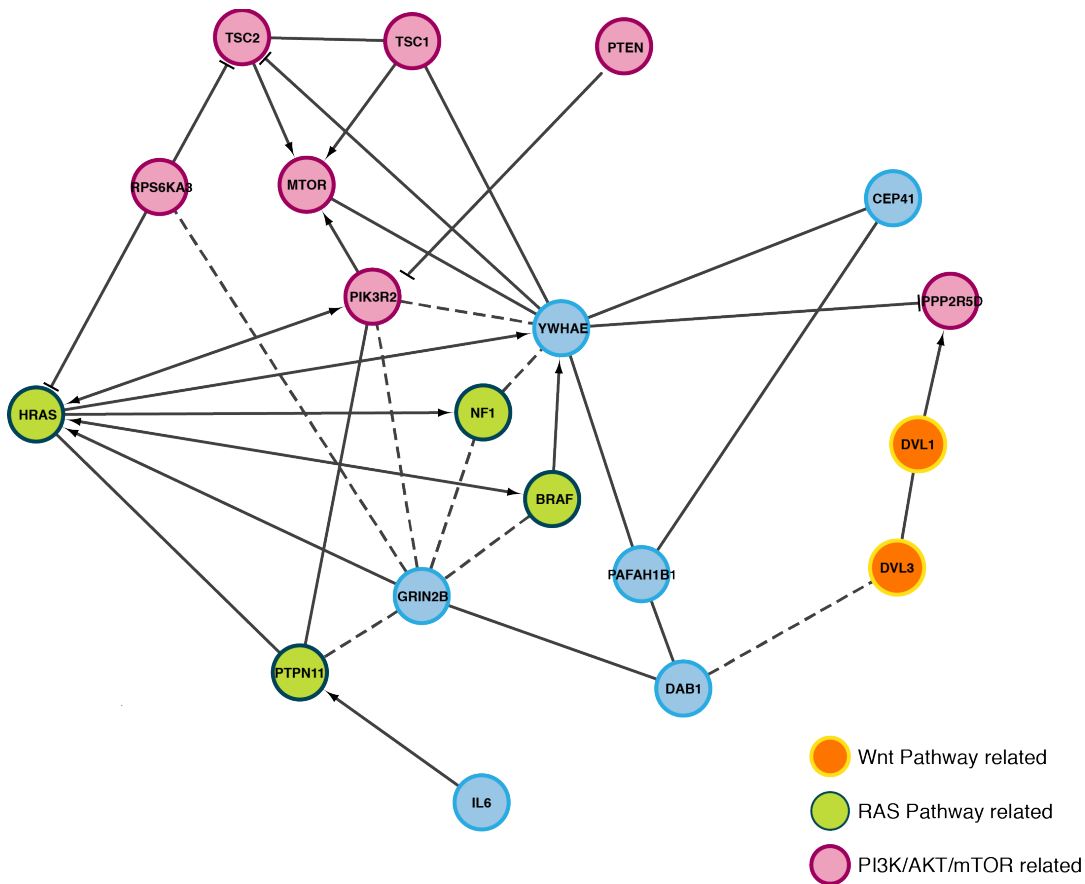 TSC2
TSC1
PTEN
RPS6KA3
MTOR
CEP41
PIK3R2
PPP2R5D
YWHAE
HRAS
NF1
DVL1
BRAF
PAFAH1B1
DVL3
GRIN2B
PTPN11
DAB1
IL6
Wnt Pathway related
RAS Pathway related
PI3K/AKT/mTOR related